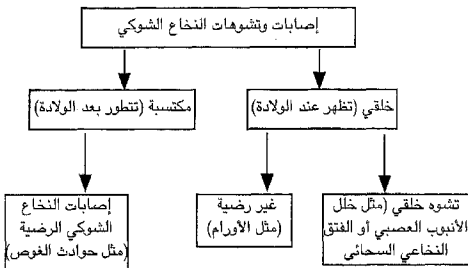 إصابات وتشوهات النخاع الشوكي
خلقي (تظهر عند الولادة)
مكتسبة (تتطور بعد الولادة)
تشوه خلقي (مثل خلل
الأنبوب العصبي أو الفتق
النخاعي السحائي
غير رضية
(مثل الأورام)
إصابات النخاع
الشوكي الرضية
(مثل حوادث الغوص)